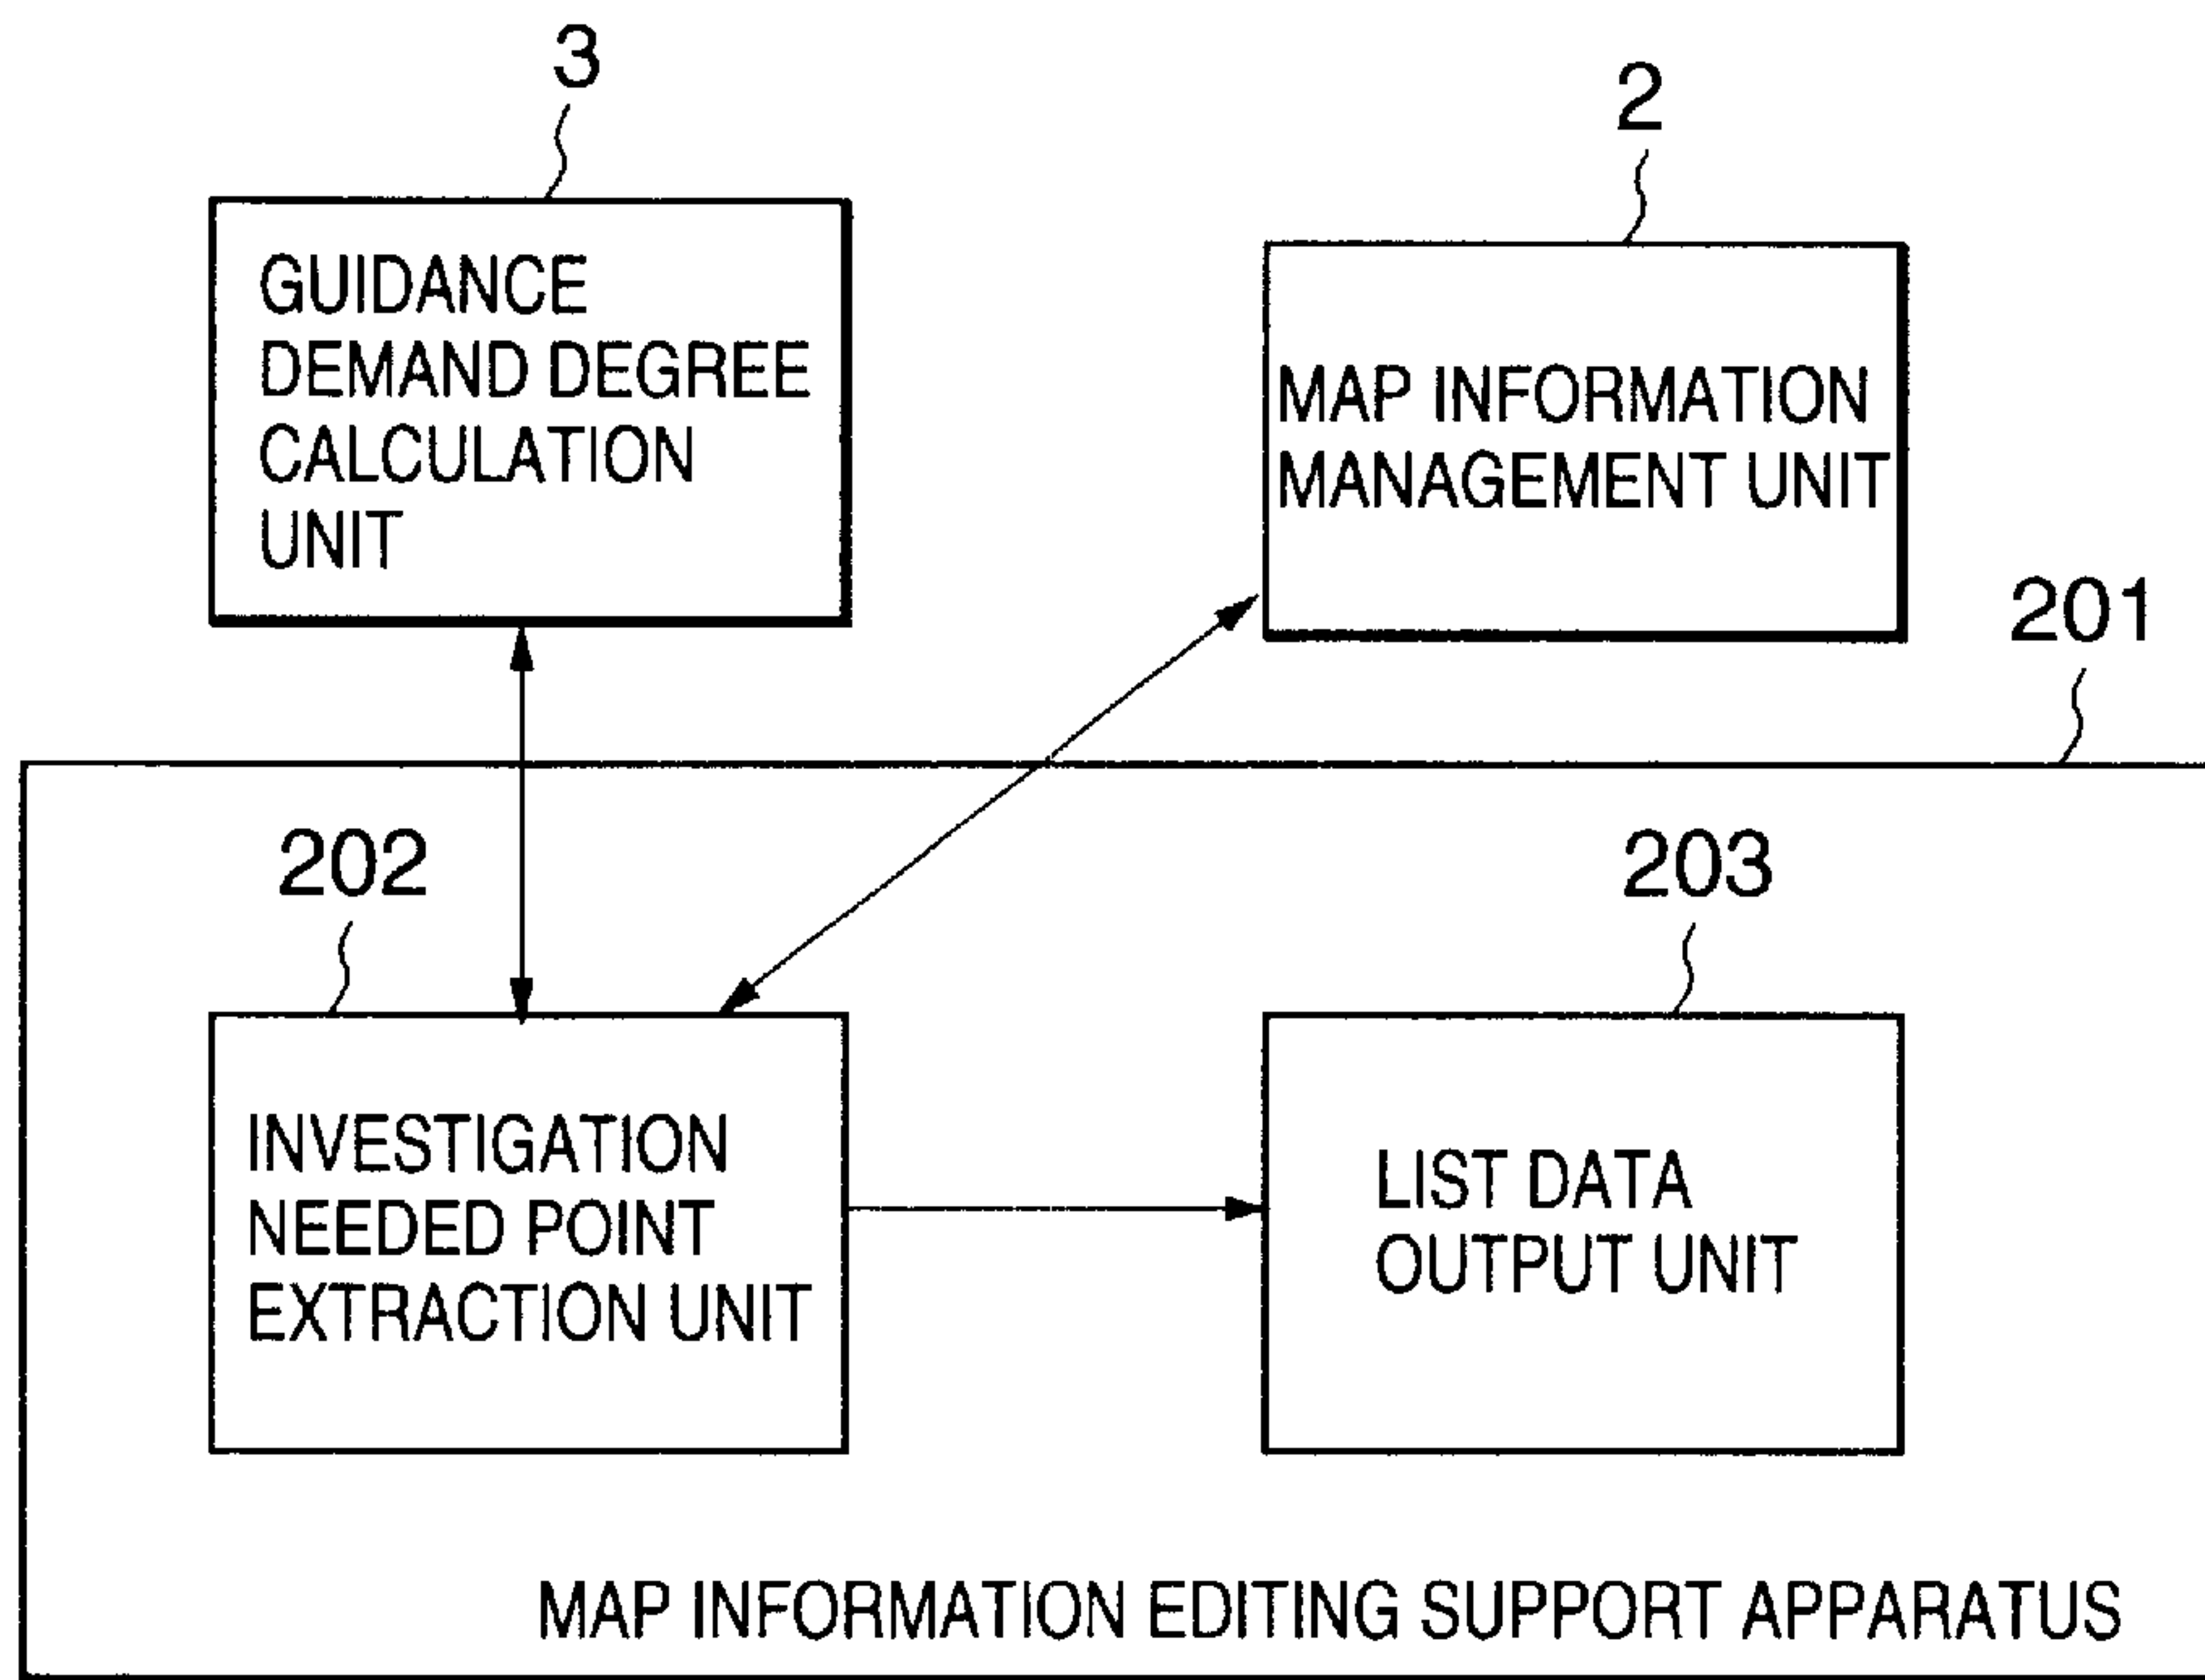 3
GUIDANCE
DEMAND DEGREE
CALCULATION
UNIT
2
MAP INFORMATION
MANAGEMENT UNIT
201
202
INVESTIGATION
NEEDED POINT
EXTRACTION UNIT
203
LIST DATA
OUTPUT UNIT
MAP INFORMATION EDITING SUPPORT APPARATUS